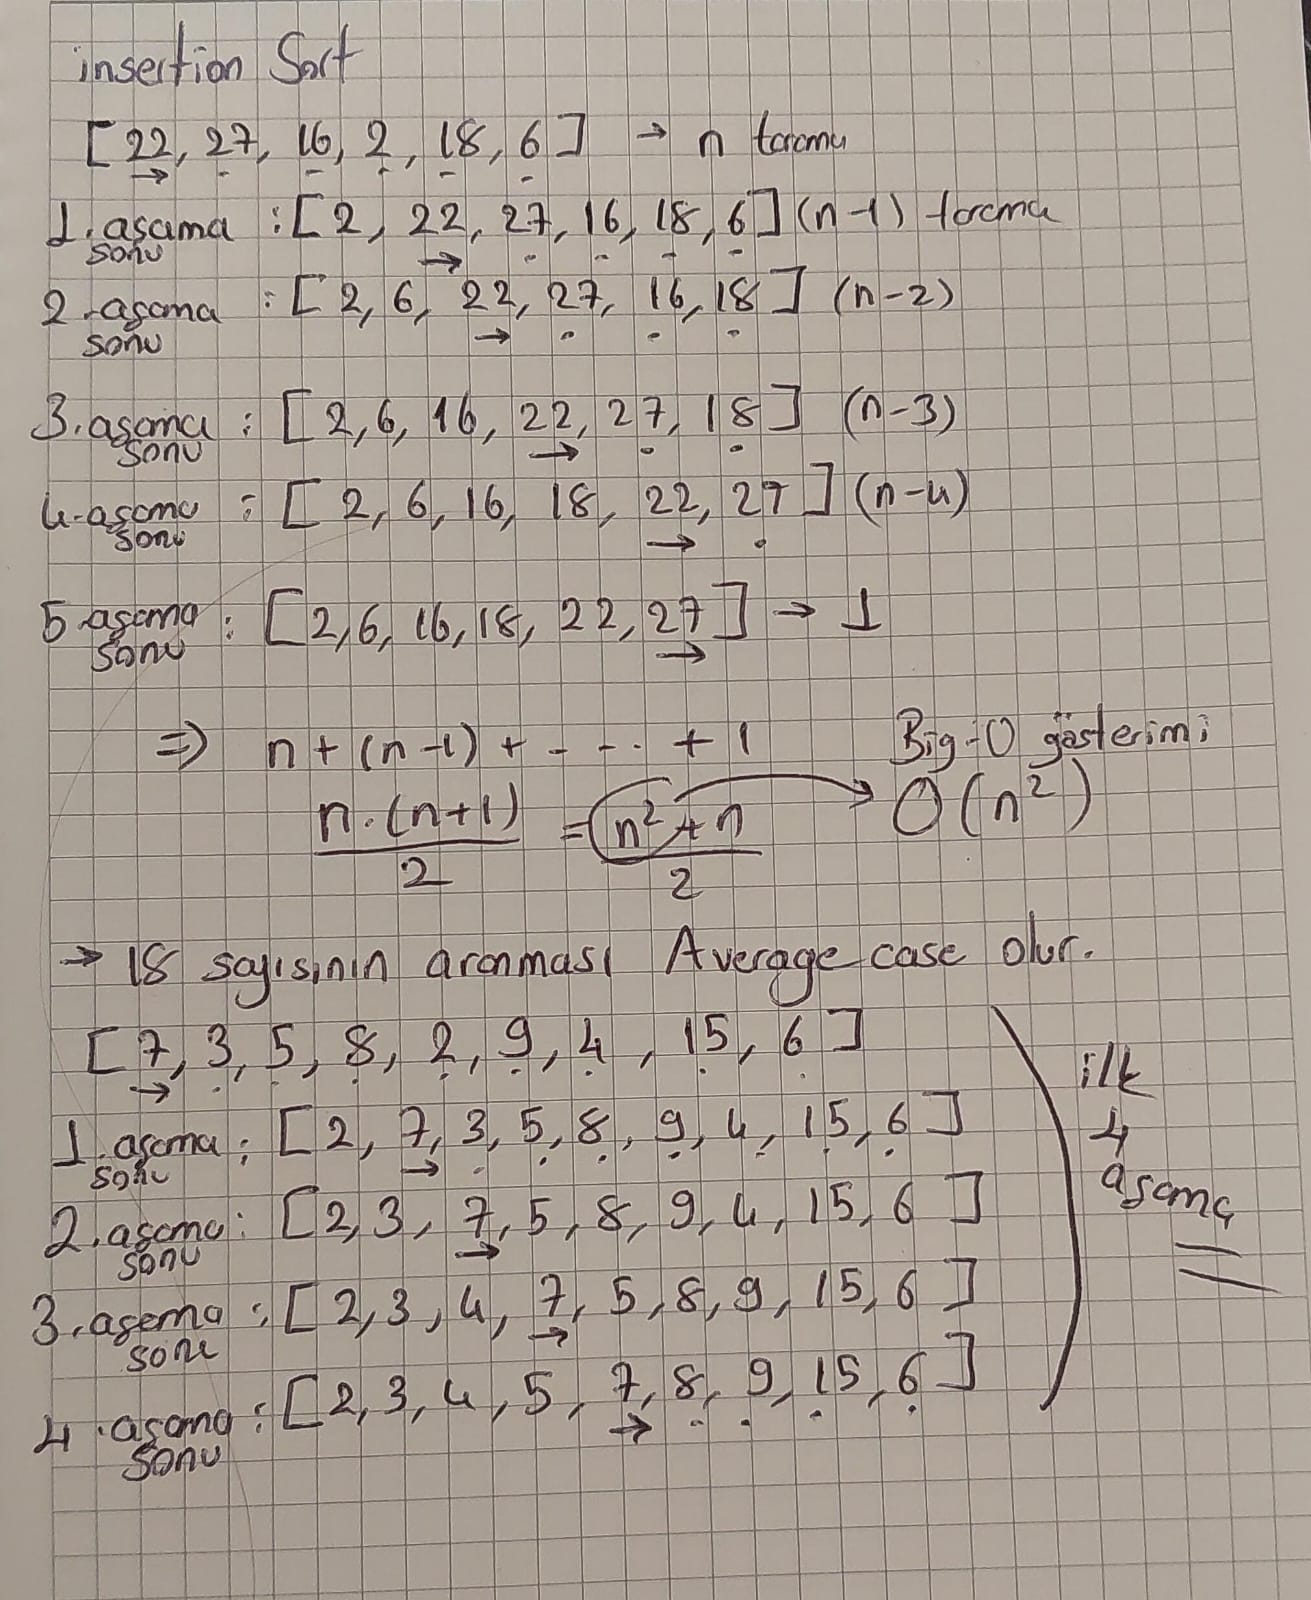 insertion Sort
[22, 27, 16, 2, 18, 6] → n tarama
1. aşama sonu : [2, 22, 27, 16, 18, 6] (n-1) tarama
2. aşama sonu : [2, 6, 22, 27, 16, 18] (n-2)
3. aşama sonu : [2, 6, 16, 22, 27, 18] (n-3)
4. aşama sonu : [2, 6, 16, 18, 22, 27] (n-4)
5. aşama sonu : [2, 6, 16, 18, 22, 27] → 1
⇒ n + (n-1) + - - - .. + 1
Big-O gösterimi
n.(n+1)/2 = n²+n/2 → O(n²)
→ 18 sayısının aranması Average case olur.
[7, 3, 5, 8, 2, 9, 4, 15, 6]
1. aşama sonu : [2, 7, 3, 5, 8, 9, 4, 15, 6]
2. aşama sonu : [2, 3, 7, 5, 8, 9, 4, 15, 6]
3. aşama sonu : [2, 3, 4, 7, 5, 8, 9, 15, 6]
4. aşama sonu : [2, 3, 4, 5, 7, 8, 9, 15, 6]
ilk
4
aşama